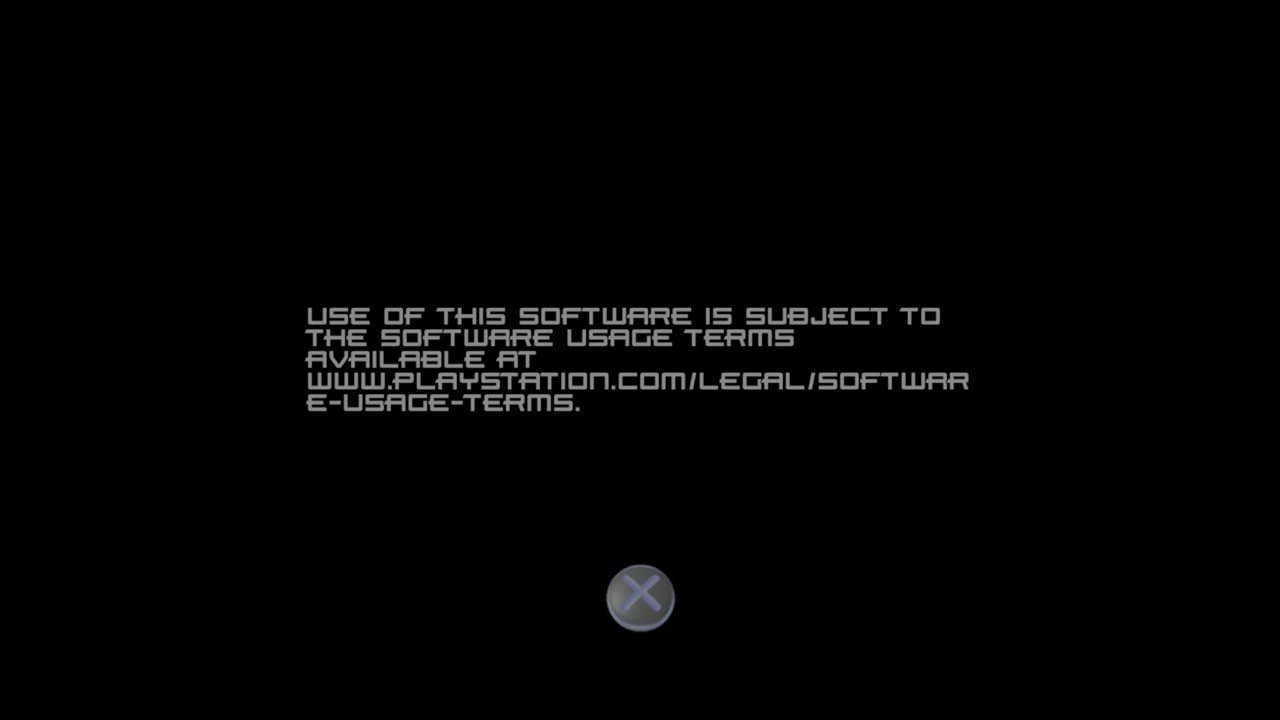 USE OF THIS SOFTWARE IS SUBJECT TO
THE SOFTWARE USAGE TERMS
AVAILABLE AT
WWW.PLAYSTATION.COM/LEGAL/SOFTWAR
E-USAGE-TERMS.